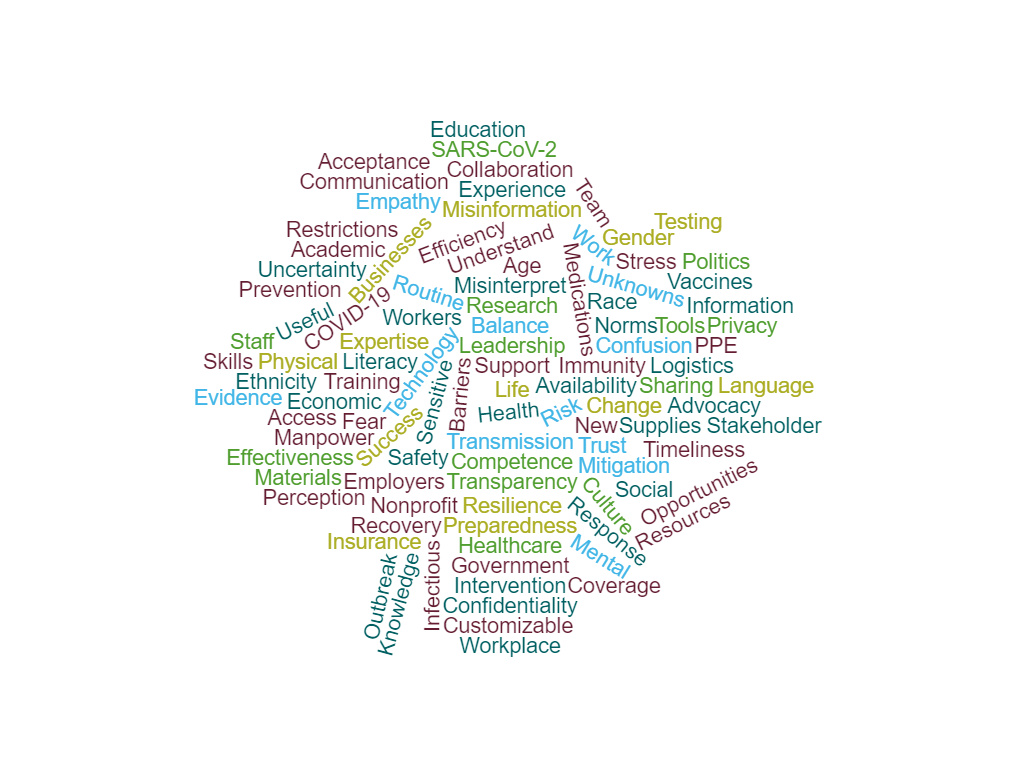 Education
SARS-CoV-2
Acceptance
Collaboration
Communication
Experience
Empathy
Misinformation
Team
Testing
Restrictions
Businesses
Efficiency
Understand
Work
Gender
Academic
Uncertainty
Age
Medications
Stress
Politics
Prevention
Routine
Misinterpret
Unknowns
Vaccines
Useful
COVID-19
Workers
Research
Race
Information
Staff
Expertise
Balance
Norms
Tools
Privacy
Technology
Leadership
Confusion
PPE
Skills
Physical
Literacy
Support
Immunity
Logistics
Ethnicity
Training
Sensitive
Barriers
Life
Availability
Sharing
Language
Evidence
Economic
Health
Risk
Change
Advocacy
Access
Fear
Success
New
Supplies
Stakeholder
Manpower
Transmission
Trust
Timeliness
Effectiveness
Safety
Competence
Mitigation
Materials
Employers
Transparency
Culture
Social
Opportunities
Perception
Nonprofit
Resilience
Response
Resources
Recovery
Preparedness
Insurance
Healthcare
Mental
Outbreak
Knowledge
Infectious
Government
Intervention
Coverage
Confidentiality
Customizable
Workplace